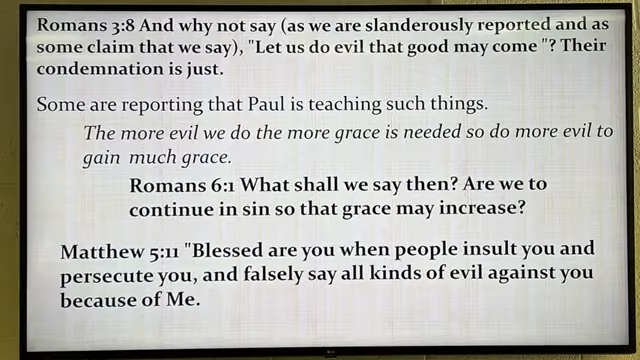 Romans 3:8 And why not say (as we are slanderously reported and as
some claim that we say), "Let us do evil that good may come "? Their
condemnation is just.
Some are reporting that Paul is teaching such things.
The more evil we do the more grace is needed so do more evil to
gain much grace.
Romans 6:1 What shall we say then? Are we to
continue in sin so that grace may increase?
Matthew 5:11 "Blessed are you when people insult you and
persecute you, and falsely say all kinds of evil against you
because of Me.